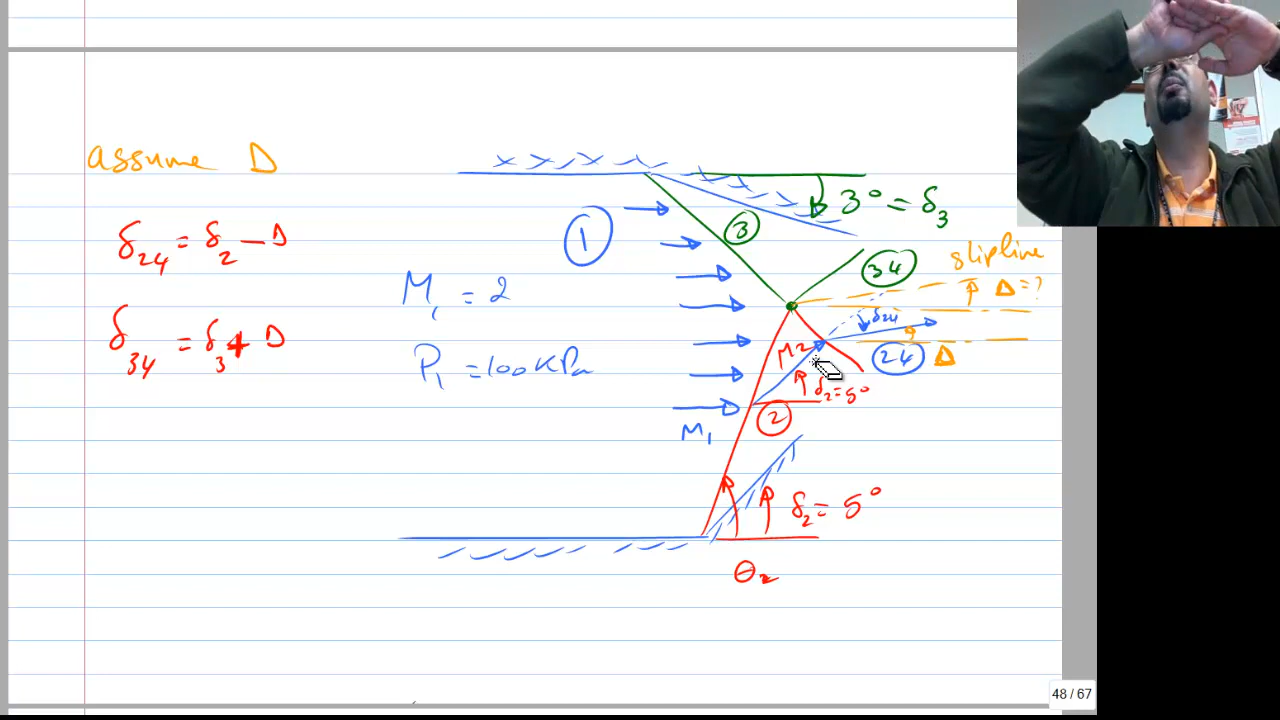 assume Δ
δ24 = δ2 - Δ
δ34 = δ3 + Δ
1
M1 = 2
P1 = 100 KPa
M1
3
3° = δ3
34
slipline
Δ = ?
δ24
24
Δ
M2
δ2 = 5°
2
δ2 = 5°
θ2
48 / 67